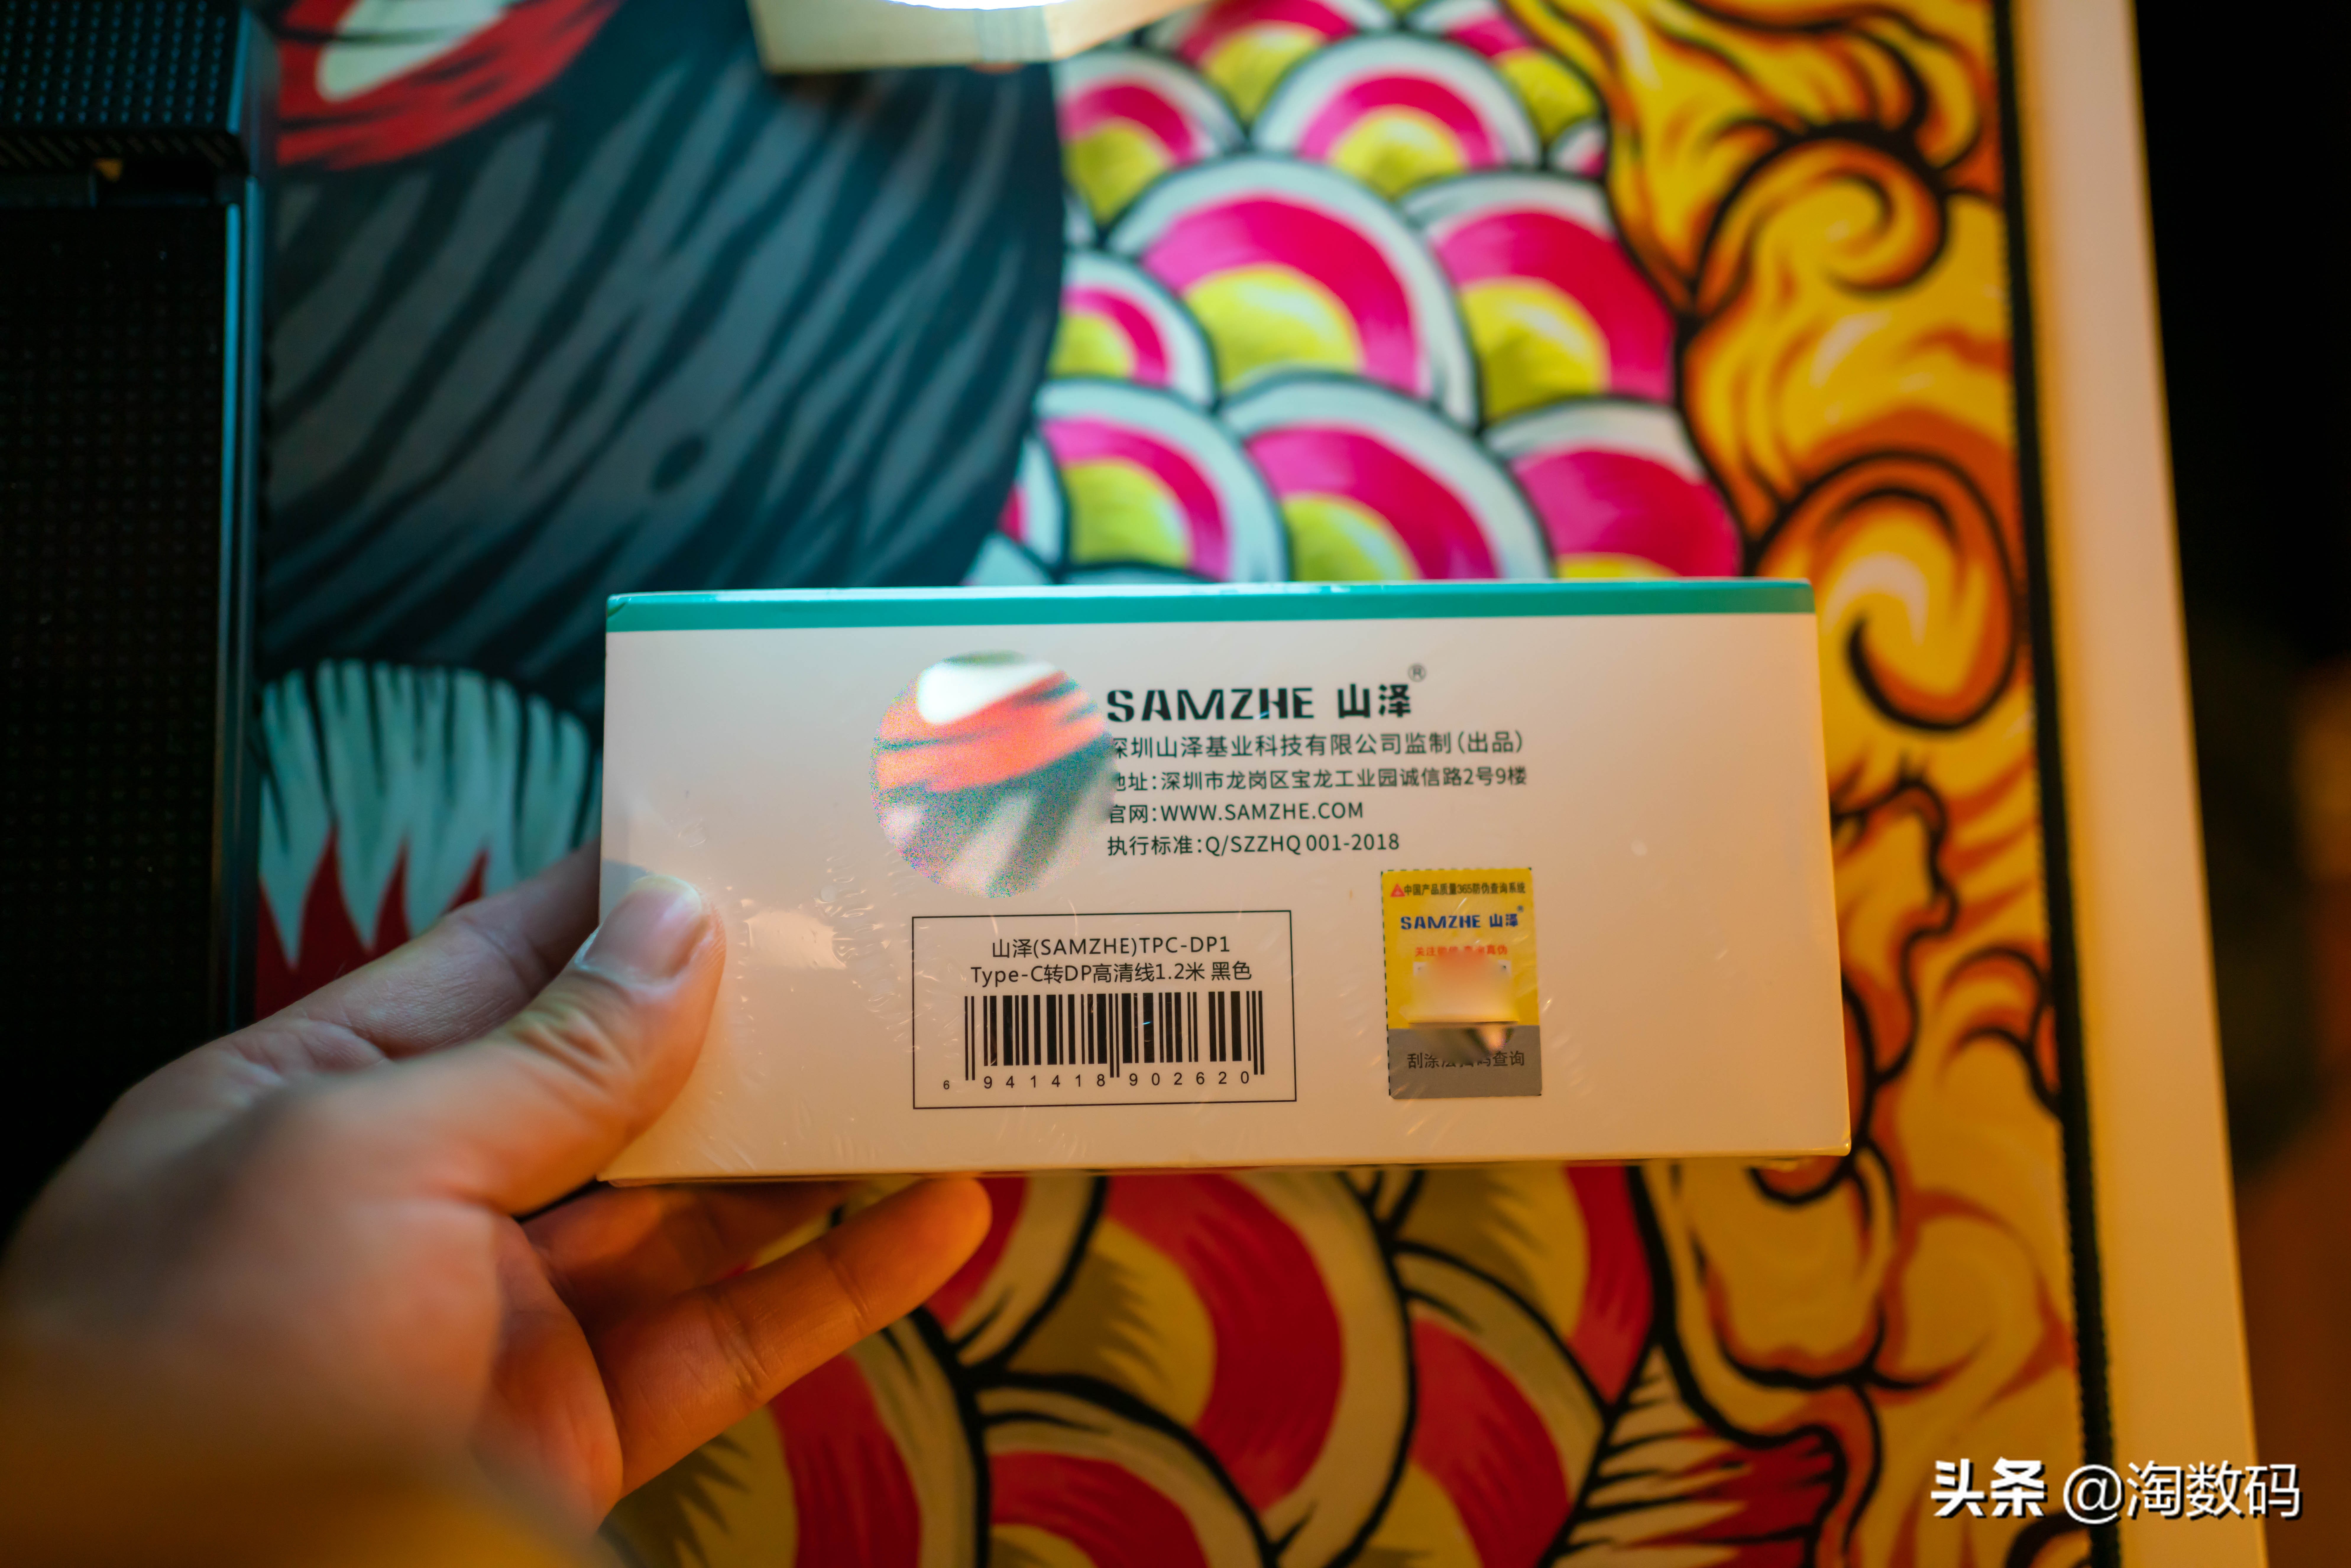 SAMZHE 山泽®
深圳山泽基业科技有限公司监制(出品)
地址:深圳市龙岗区宝龙工业园诚信路2号9楼
官网:WWW.SAMZHE.COM
执行标准:Q/SZZHQ 001-2018
山泽(SAMZHE)TPC-DP1
Type-C转DP高清线1.2米 黑色
6 941418 902620
中国产品质量365防伪查询系统
SAMZHE 山泽®
刮涂层 查询
头条 @淘数码